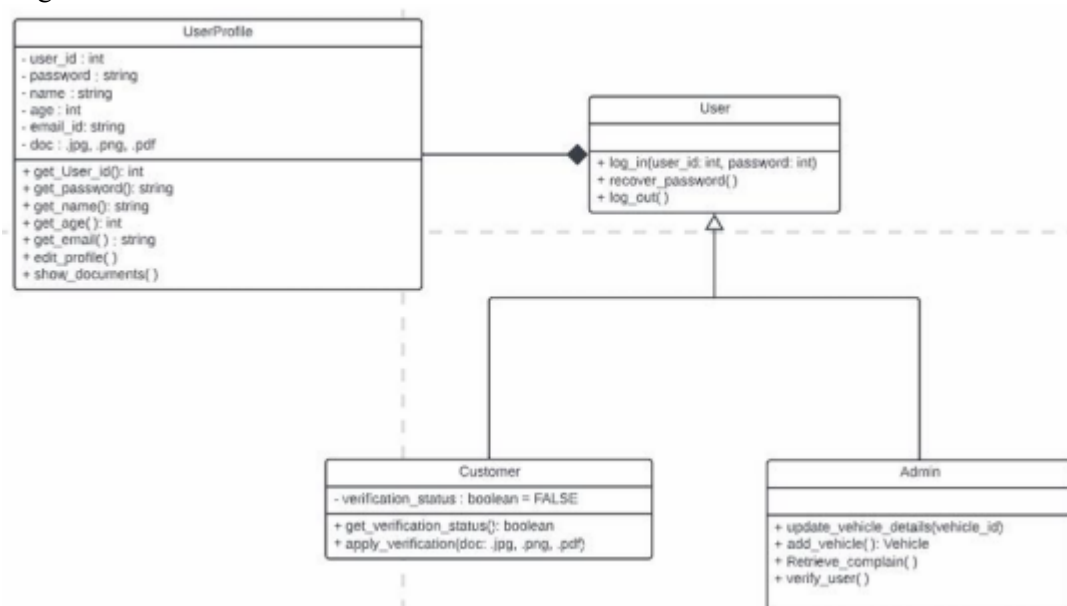 UserProfile
- user_id : int
- password : string
- name : string
- age : int
- email_id: string
- doc : .jpg, .png, .pdf
+ get_User_id(): int
+ get_password(): string
+ get_name(): string
+ get_age( ): int
+ get_email( ) : string
+ edit_profile( )
+ show_documents( )
User
+ log_in(user_id: int, password: int)
+ recover_password( )
+ log_out( )
Customer
- verification_status : boolean = FALSE
+ get_verification_status(): boolean
+ apply_verification(doc: .jpg, .png, .pdf)
Admin
+ update_vehicle_details(vehicle_id)
+ add_vehicle( ): Vehicle
+ Retrieve_complain( )
+ verify_user( )